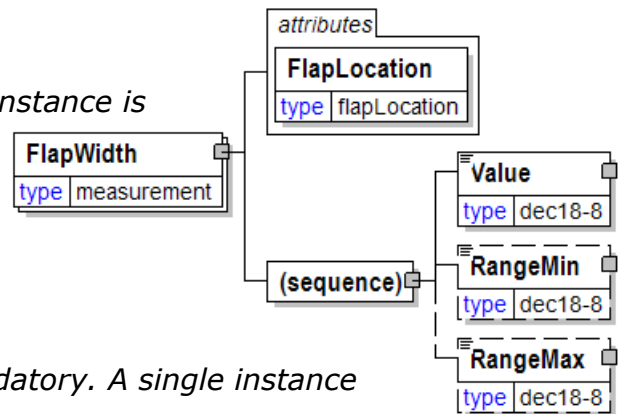 attributes
FlapLocation
type flapLocation
nstance is
FlapWidth
type measurement
Value
type dec18-8
(sequence)
RangeMin
type dec18-8
datory. A single instance
RangeMax
type dec18-8